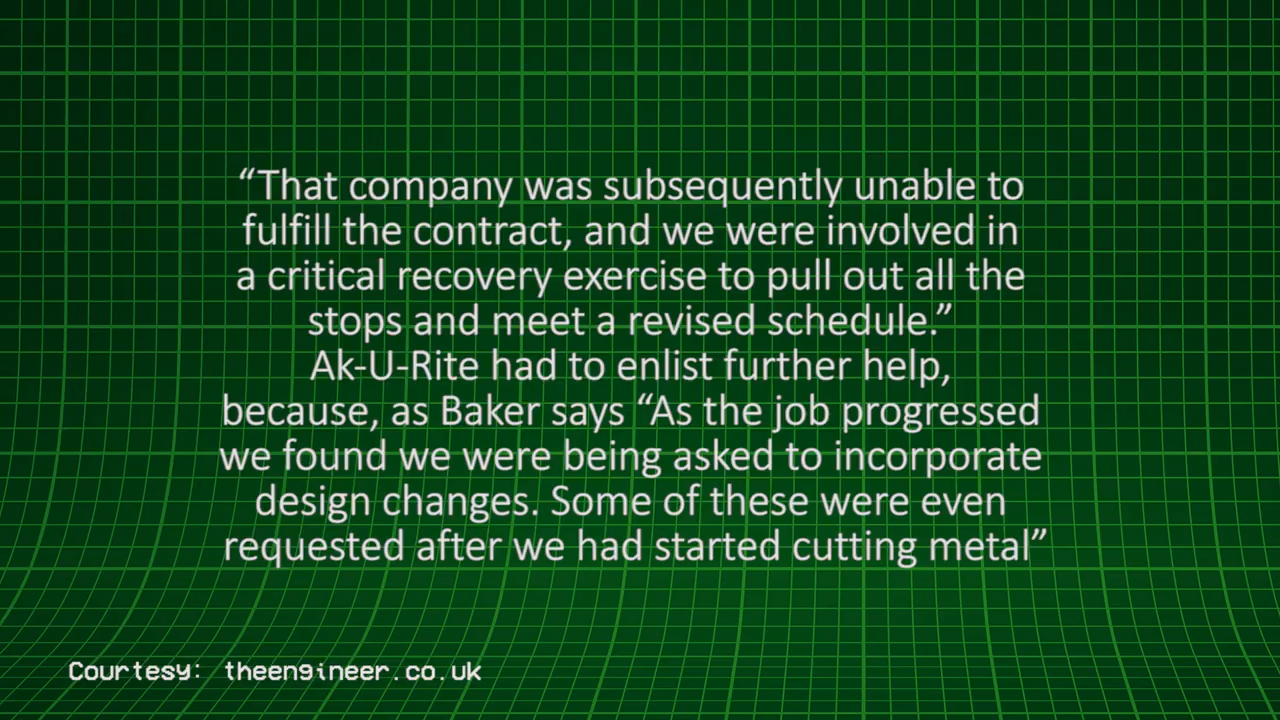 “That company was subsequently unable to
fulfill the contract, and we were involved in
a critical recovery exercise to pull out all the
stops and meet a revised schedule.”
Ak-U-Rite had to enlist further help,
because, as Baker says “As the job progressed
we found we were being asked to incorporate
design changes. Some of these were even
requested after we had started cutting metal”
Courtesy: theengineer.co.uk